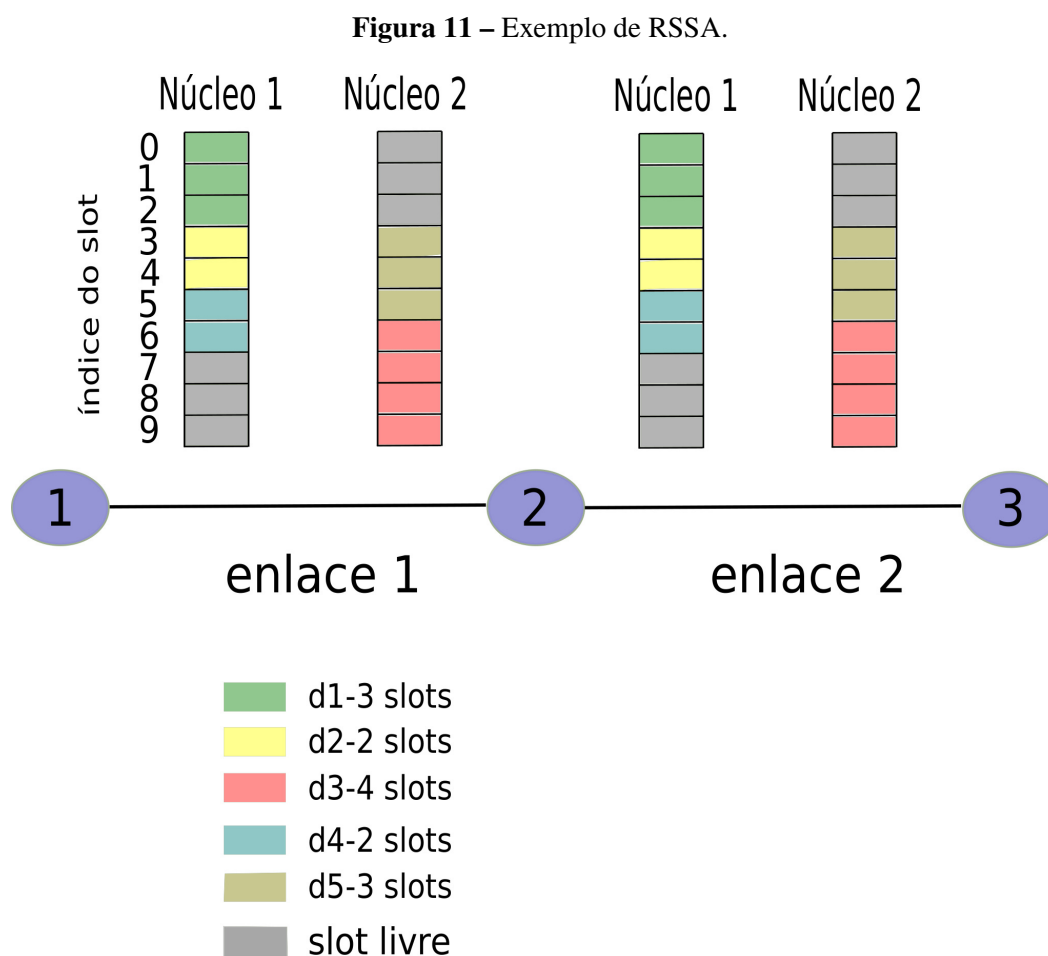 Figura 11 – Exemplo de RSSA.
Núcleo 1 Núcleo 2 Núcleo 1 Núcleo 2
índice do slot
0
1
2
3
4
5
6
7
8
9
1 2 3
enlace 1 enlace 2
d1-3 slots
d2-2 slots
d3-4 slots
d4-2 slots
d5-3 slots
slot livre